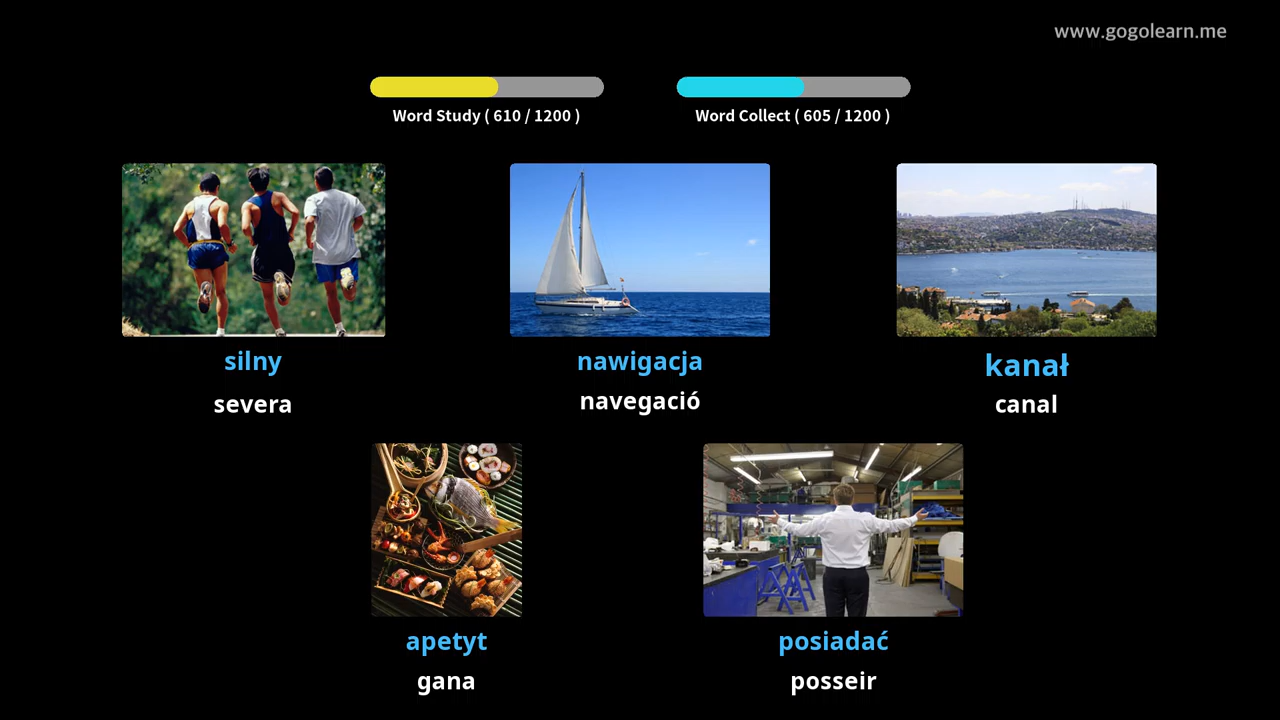 www.gogolearn.me
Word Study ( 610 / 1200 )
Word Collect ( 605 / 1200 )
silny
severa
nawigacja
navegació
kanał
canal
apetyt
gana
posiadać
posseir